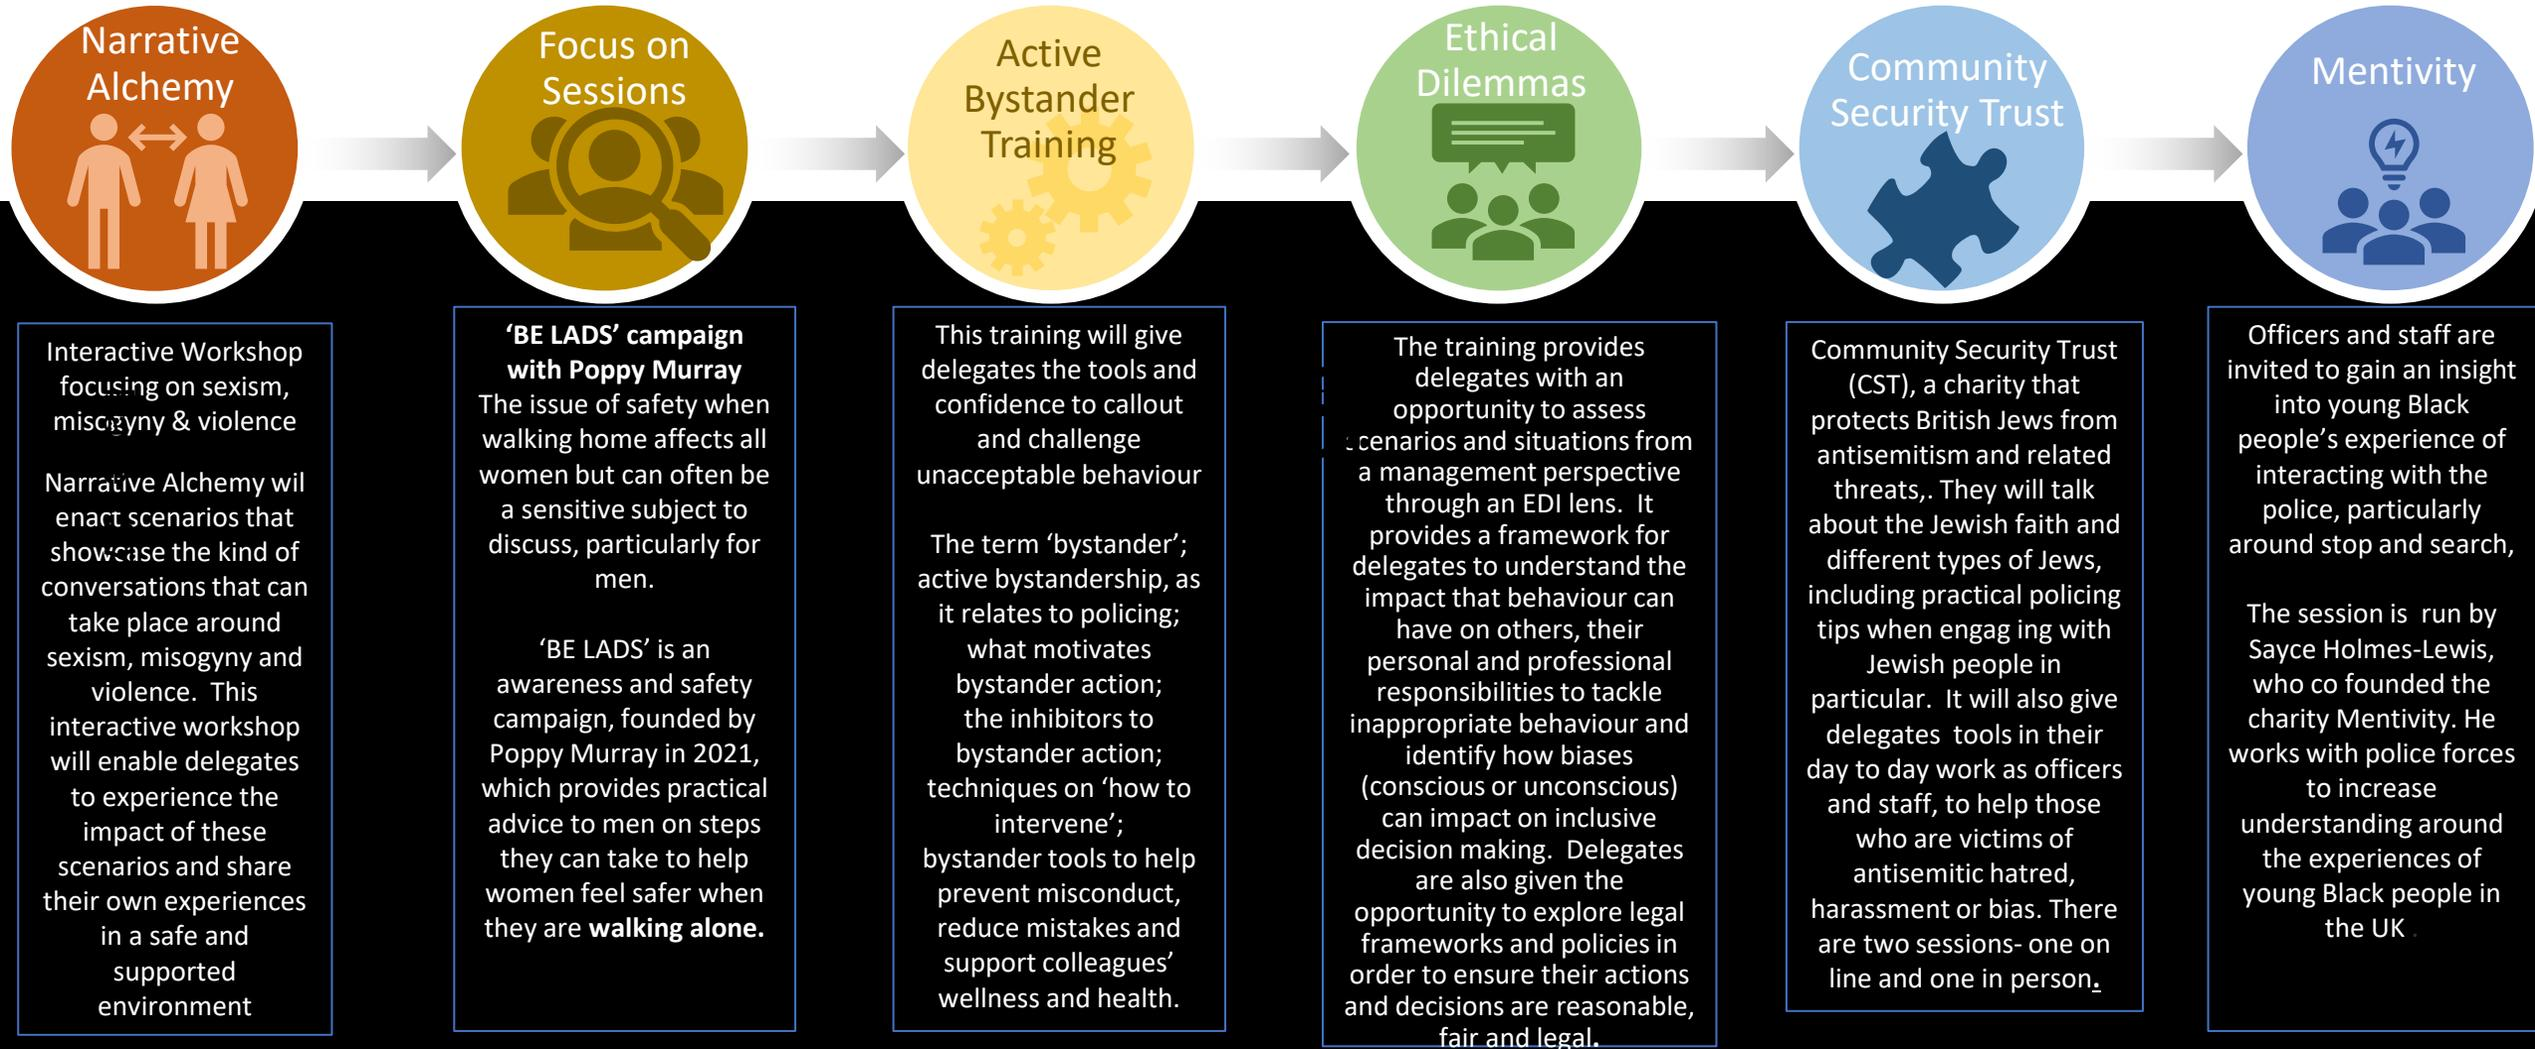 Narrative
Alchemy
Focus on
Sessions
Active
Bystander
Training
Ethical
Dilemmas
Community
Security Trust
Mentivity
Interactive Workshop
focusing on sexism,
misogyny & violence
Narrative Alchemy wil
enact scenarios that
showcase the kind of
conversations that can
take place around
sexism, misogyny and
violence.  This
interactive workshop
will enable delegates
to experience the
impact of these
scenarios and share
their own experiences
in a safe and
supported
environment
‘BE LADS’ campaign
with Poppy Murray
The issue of safety when
walking home affects all
women but can often be
a sensitive subject to
discuss, particularly for
men.
‘BE LADS’ is an
awareness and safety
campaign, founded by
Poppy Murray in 2021,
which provides practical
advice to men on steps
they can take to help
women feel safer when
they are walking alone.
This training will give
delegates the tools and
confidence to callout
and challenge
unacceptable behaviour
The term ‘bystander’;
active bystandership, as
it relates to policing;
what motivates
bystander action;
the inhibitors to
bystander action;
techniques on ‘how to
intervene’;
bystander tools to help
prevent misconduct,
reduce mistakes and
support colleagues’
wellness and health.
The training provides
delegates with an
opportunity to assess
scenarios and situations from
a management perspective
through an EDI lens.  It
provides a framework for
delegates to understand the
impact that behaviour can
have on others, their
personal and professional
responsibilities to tackle
inappropriate behaviour and
identify how biases
(conscious or unconscious)
can impact on inclusive
decision making.  Delegates
are also given the
opportunity to explore legal
frameworks and policies in
order to ensure their actions
and decisions are reasonable,
fair and legal.
Community Security Trust
(CST), a charity that
protects British Jews from
antisemitism and related
threats,. They will talk
about the Jewish faith and
different types of Jews,
including practical policing
tips when engag ing with
Jewish people in
particular.  It will also give
delegates  tools in their
day to day work as officers
and staff, to help those
who are victims of
antisemitic hatred,
harassment or bias. There
are two sessions- one on
line and one in person.
Officers and staff are
invited to gain an insight
into young Black
people’s experience of
interacting with the
police, particularly
around stop and search,
The session is  run by
Sayce Holmes-Lewis,
who co founded the
charity Mentivity. He
works with police forces
to increase
understanding around
the experiences of
young Black people in
the UK .